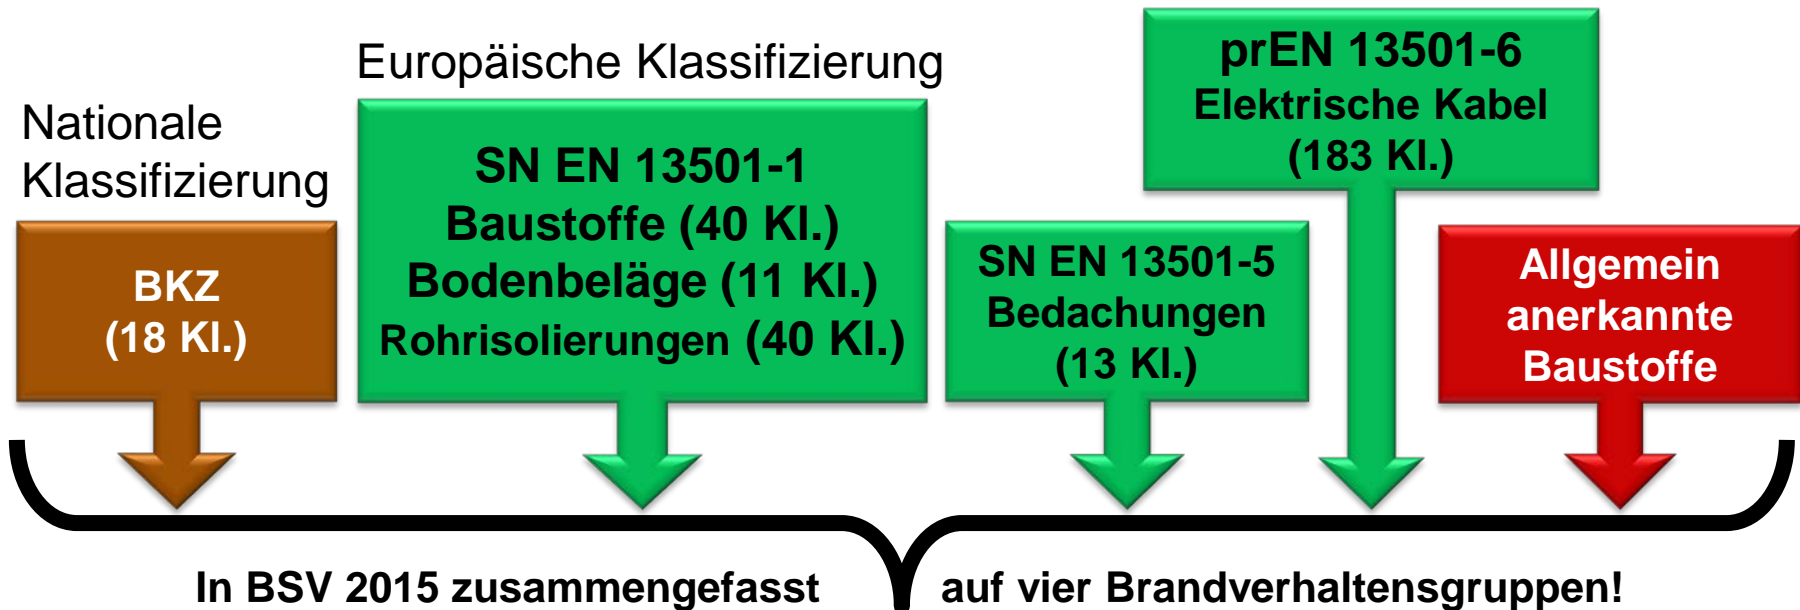 Nationale
Klassifizierung
BKZ
(18 Kl.)
Europäische Klassifizierung
SN EN 13501-1
Baustoffe (40 Kl.)
Bodenbeläge (11 Kl.)
Rohrisolierungen (40 Kl.)
SN EN 13501-5
Bedachungen
(13 Kl.)
prEN 13501-6
Elektrische Kabel
(183 Kl.)
Allgemein
anerkannte
Baustoffe
In BSV 2015 zusammengefasst auf vier Brandverhaltensgruppen!